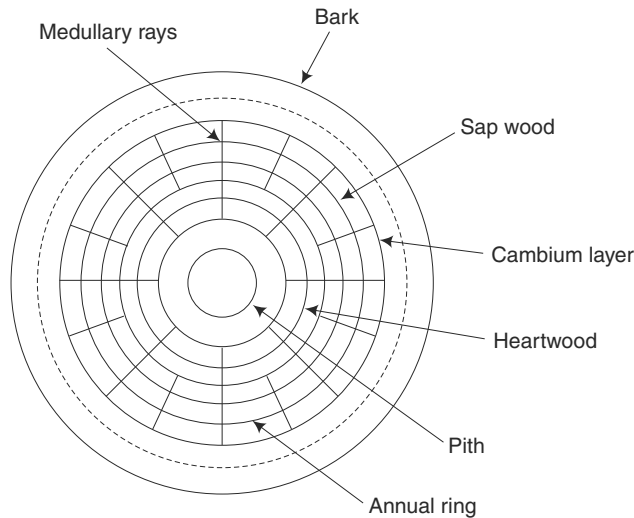 Bark
Medullary rays
Sap wood
Cambium layer
Heartwood
Pith
Annual ring